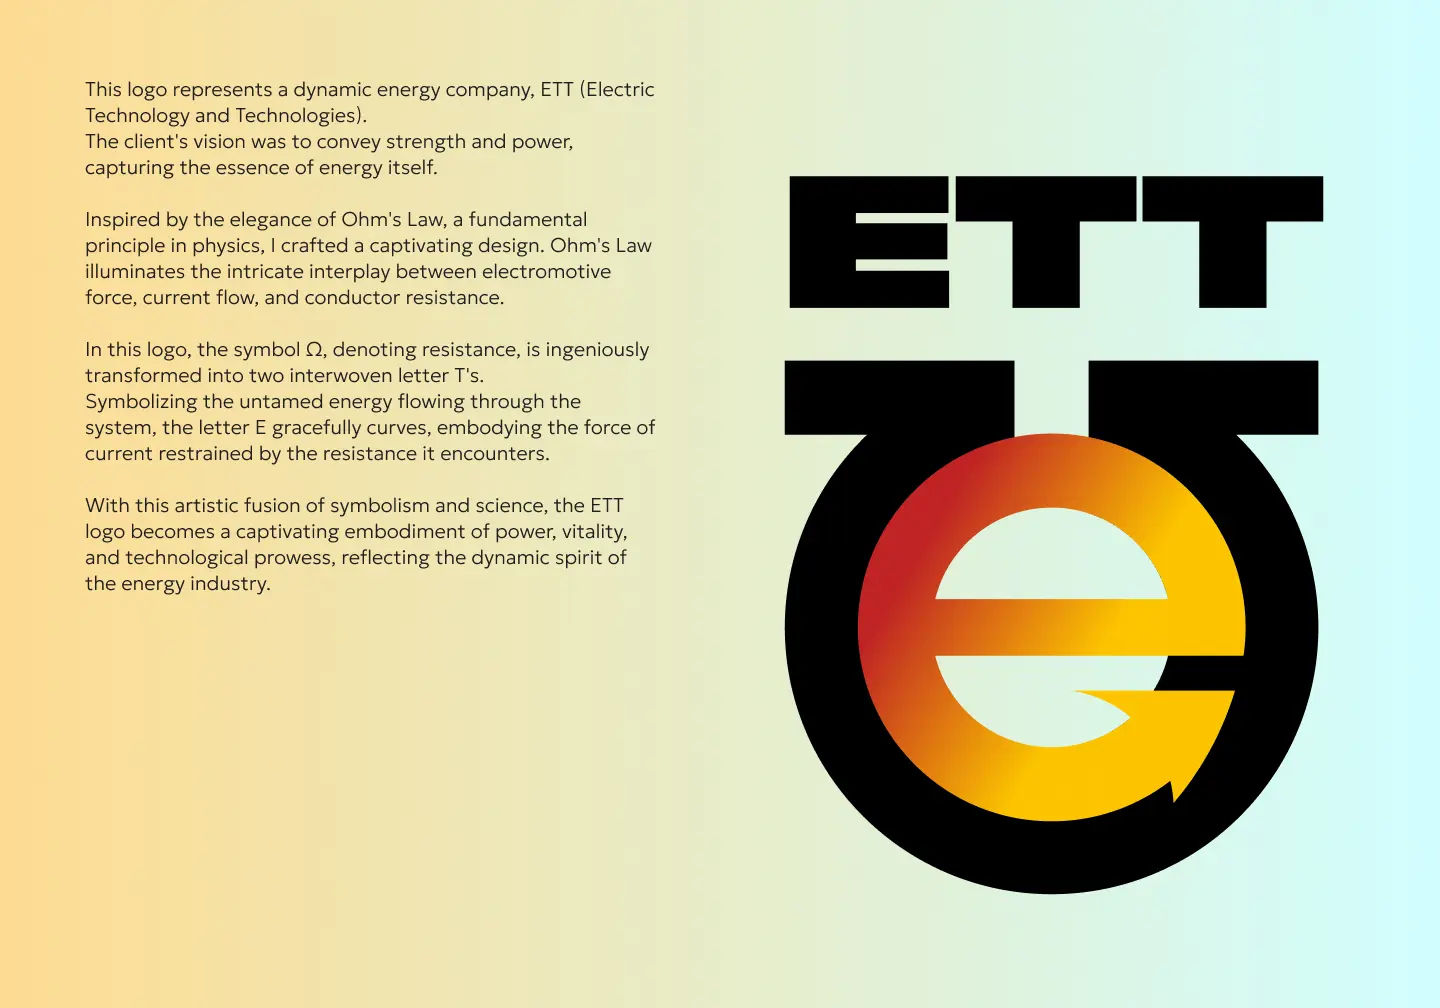 This logo represents a dynamic energy company, ETT (Electric
Technology and Technologies).
The client's vision was to convey strength and power,
capturing the essence of energy itself.
Inspired by the elegance of Ohm's Law, a fundamental
principle in physics, I crafted a captivating design. Ohm's Law
illuminates the intricate interplay between electromotive
force, current flow, and conductor resistance.
In this logo, the symbol Ω, denoting resistance, is ingeniously
transformed into two interwoven letter T's.
Symbolizing the untamed energy flowing through the
system, the letter E gracefully curves, embodying the force of
current restrained by the resistance it encounters.
With this artistic fusion of symbolism and science, the ETT
logo becomes a captivating embodiment of power, vitality,
and technological prowess, reflecting the dynamic spirit of
the energy industry.
ETT
e